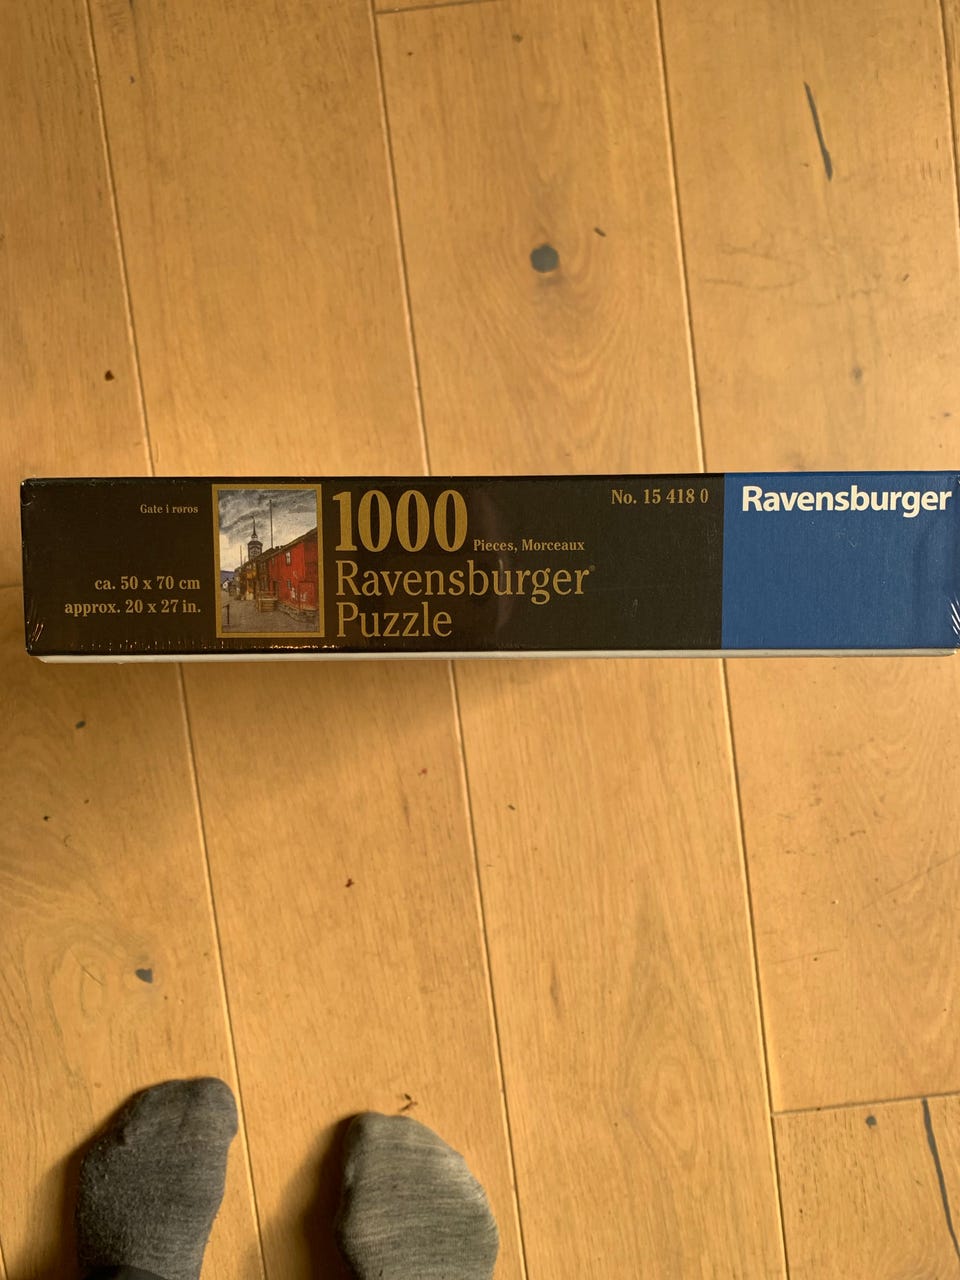 Gate i røros
ca. 50 x 70 cm
approx. 20 x 27 in.
1000 Pieces, Morceaux
Ravensburger®
Puzzle
No. 15 418 0
Ravensburger